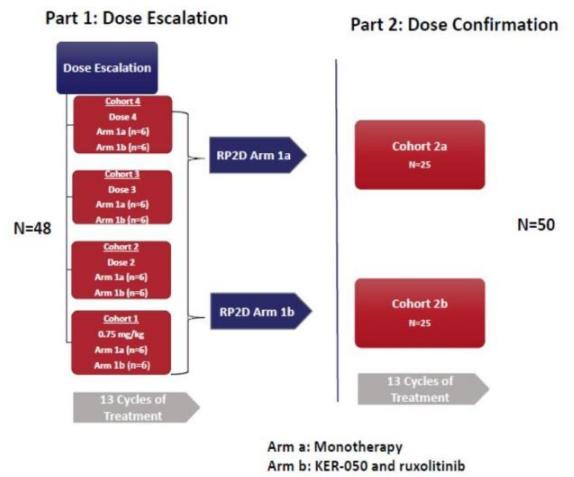 Part 1: Dose Escalation
Part 2: Dose Confirmation
Dose Escalation
Cohort 4
Dose 4
Arm 1a (n=6)
Arm 1b (n=6)
Cohort 3
Dose 3
Arm 1a (n=6)
Arm 1b (n=6)
Cohort 2
Dose 2
Arm 1a (n=6)
Arm 1b (n=6)
Cohort 1
0.75 mg/kg
Arm 1a (n=6)
Arm 1b (n=6)
N=48
RP2D Arm 1a
RP2D Arm 1b
13 Cycles of
Treatment
Cohort 2a
N=25
Cohort 2b
N=25
N=50
13 Cycles of
Treatment
Arm a: Monotherapy
Arm b: KER-050 and ruxolitinib